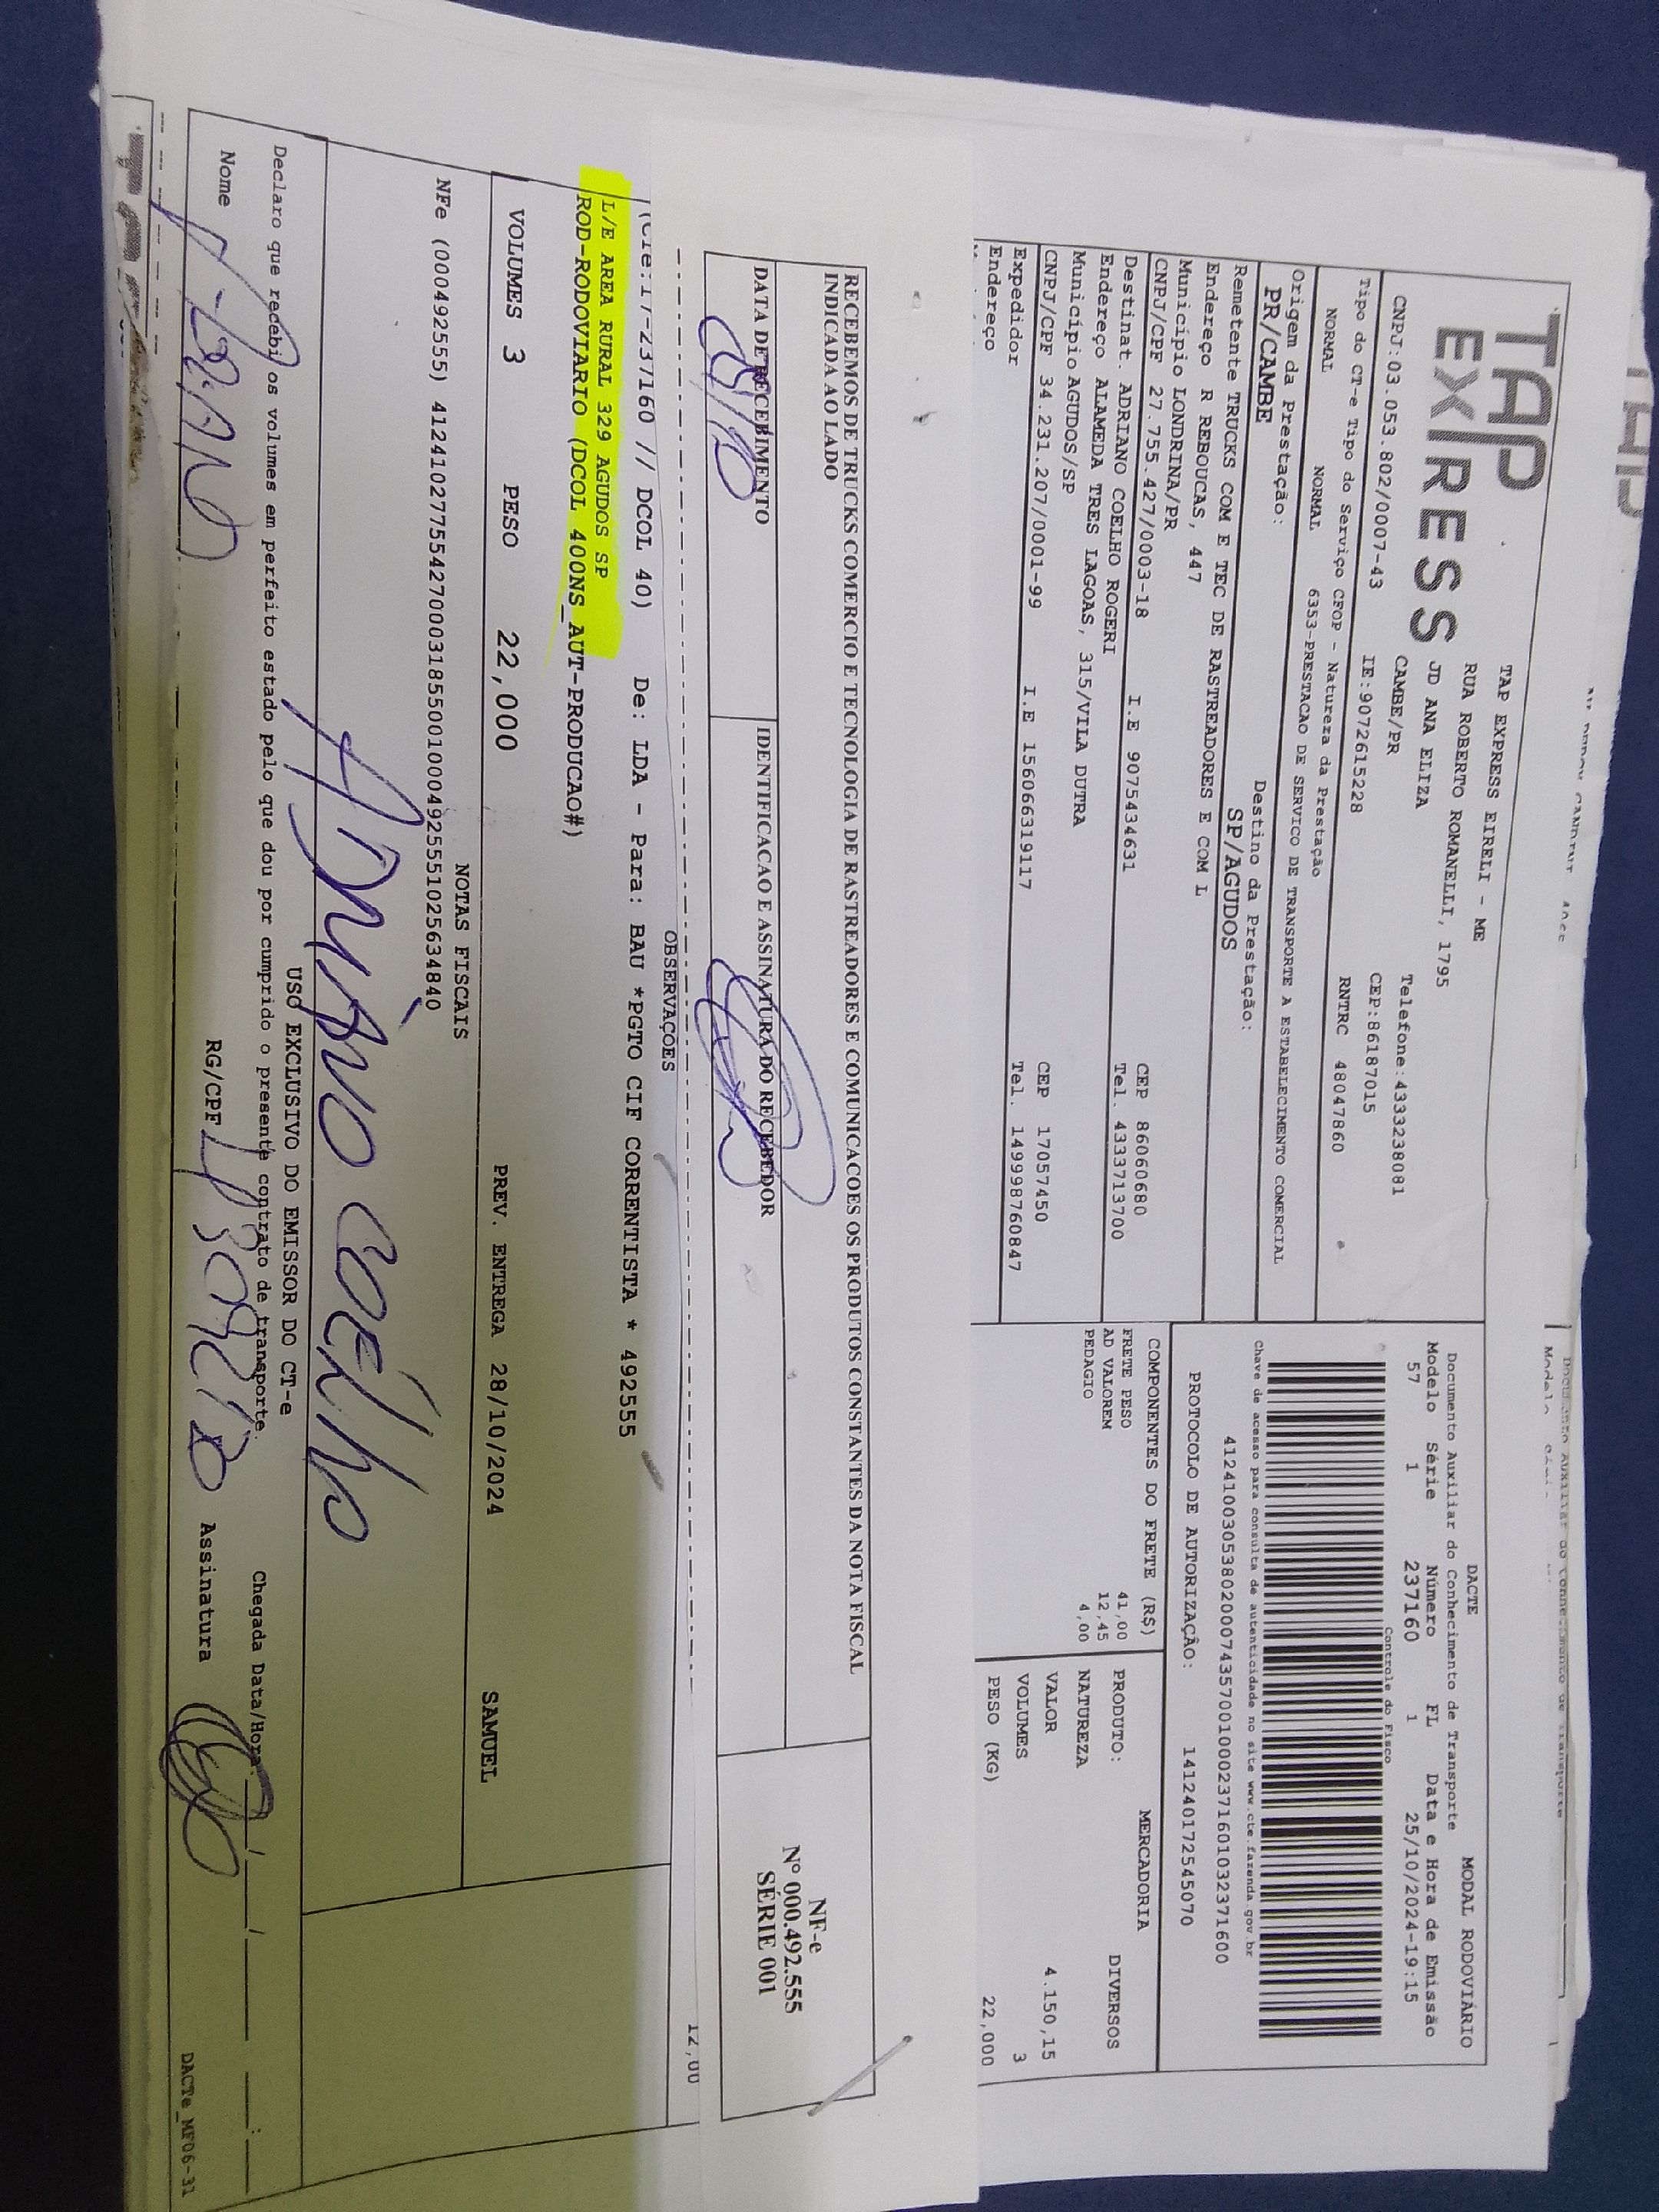 TAP
EXPRESS
TAP EXPRESS EIRELI - ME
RUA ROBERTO ROMANELLI, 1795
JD ANA ELIZA
CAMBE/PR
Telefone:4333238081
CEP:86187015
CNPJ:03.053.802/0007-43 IE:9072615228 RNTRC 48047860
Tipo do CT-e Tipo do Serviço CFOP - Natureza da Prestação
NORMAL NORMAL 6353-PRESTACAO DE SERVICO DE TRANSPORTE A ESTABELECIMENTO COMERCIAL
Origem da Prestação: Destino da Prestação:
PR/CAMBE SP/AGUDOS
Remetente TRUCKS COM E TEC DE RASTREADORES E COM L
Endereço R REBOUCAS, 447
Município LONDRINA/PR CEP 86060680
CNPJ/CPF 27.755.427/0003-18 I.E 9075434631 Tel. 4333713700
Destinat. ADRIANO COELHO ROGERI
Endereço ALAMEDA TRES LAGOAS, 315/VILA DUTRA
Município AGUDOS/SP CEP 17057450
CNPJ/CPF 34.231.207/0001-99 I.E 156066319117 Tel. 149998760847
Expedidor
Endereço
DACTE MODAL RODOVIÁRIO
Documento Auxiliar do Conhecimento de Transporte
Modelo Série Número FL Data e Hora de Emissão
57 1 237160 1 25/10/2024-19:15
Controle do Fisco
41241003053802000743570010002371601032371600
Chave de acesso para consulta de autenticidade no site www.cte.fazenda.gov.br
PROTOCOLO DE AUTORIZAÇÃO: 141240172545070
COMPONENTES DO FRETE (R$)
FRETE PESO 41,00
AD VALOREM 12,45
PEDAGIO 4,00
MERCADORIA
PRODUTO: DIVERSOS
NATUREZA
VALOR 4.150,15
VOLUMES 3
PESO (KG) 22,000
RECEBEMOS DE TRUCKS COMERCIO E TECNOLOGIA DE RASTREADORES E COMUNICACOES OS PRODUTOS CONSTANTES DA NOTA FISCAL
INDICADA AO LADO
DATA DE RECEBIMENTO IDENTIFICACAO E ASSINATURA DO RECEBEDOR
NF-e
Nº 000.492.555
SÉRIE 001
12,00
OBSERVAÇÕES
(Cte:17-237160 // DCOL 40) De: LDA - Para: BAU *PGTO CIF CORRENTISTA * 492555
L/E AREA RURAL 329 AGUDOS SP
ROD-RODOVIARIO (DCOL 400NS_AUT-PRODUCAO#)
VOLUMES 3 PESO 22,000 PREV. ENTREGA 28/10/2024 SAMUEL
NOTAS FISCAIS
NFe (000492555) 41241027755427000318550010004925551025634840
USO EXCLUSIVO DO EMISSOR DO CT-e
ADRIANO COELHO
Declaro que recebi os volumes em perfeito estado pelo que dou por cumprido o presente contrato de transporte.
Chegada Data/Hora:
Nome RG/CPF Assinatura
DACTe_MF06-31